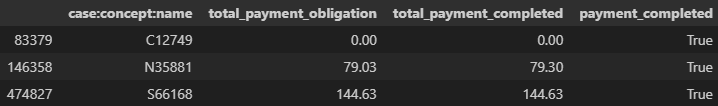 case:concept:name total_payment_obligation total_payment_completed payment_completed
83379 C12749 0.00 0.00 True
146358 N35881 79.03 79.30 True
474827 S66168 144.63 144.63 True